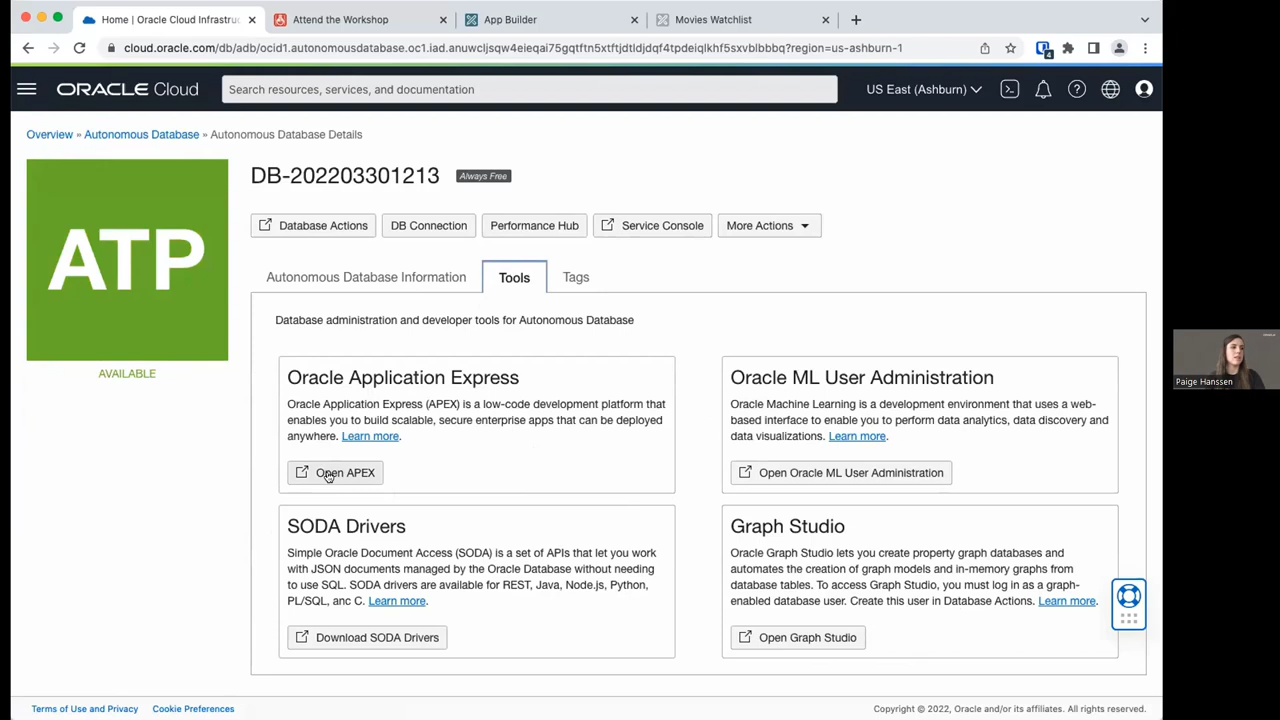 Home | Oracle Cloud Infrastruc
Attend the Workshop
App Builder
Movies Watchlist
cloud.oracle.com/db/adb/ocid1.autonomousdatabase.oc1.iad.anuwcljsqw4eieqai75gqtftn5xtftjdtldjdqf4tpdeiqlkhf5sxvblbbbq?region=us-ashburn-1
4
ORACLE Cloud
Search resources, services, and documentation
US East (Ashburn)
Overview » Autonomous Database » Autonomous Database Details
ATP
AVAILABLE
DB-202203301213
Always Free
Database Actions
DB Connection
Performance Hub
Service Console
More Actions
Autonomous Database Information
Tools
Tags
Database administration and developer tools for Autonomous Database
Oracle Application Express
Oracle Application Express (APEX) is a low-code development platform that
enables you to build scalable, secure enterprise apps that can be deployed
anywhere. Learn more.
Open APEX
Oracle ML User Administration
Oracle Machine Learning is a development environment that uses a web-
based interface to enable you to perform data analytics, data discovery and
data visualizations. Learn more.
Open Oracle ML User Administration
SODA Drivers
Simple Oracle Document Access (SODA) is a set of APIs that let you work
with JSON documents managed by the Oracle Database without needing
to use SQL. SODA drivers are available for REST, Java, Node.js, Python,
PL/SQL, anc C. Learn more.
Download SODA Drivers
Graph Studio
Oracle Graph Studio lets you create property graph databases and
automates the creation of graph models and in-memory graphs from
database tables. To access Graph Studio, you must log in as a graph-
enabled database user. Create this user in Database Actions. Learn more.
Open Graph Studio
Paige Hanssen
Terms of Use and Privacy
Cookie Preferences
Copyright © 2022, Oracle and/or its affiliates. All rights reserved.